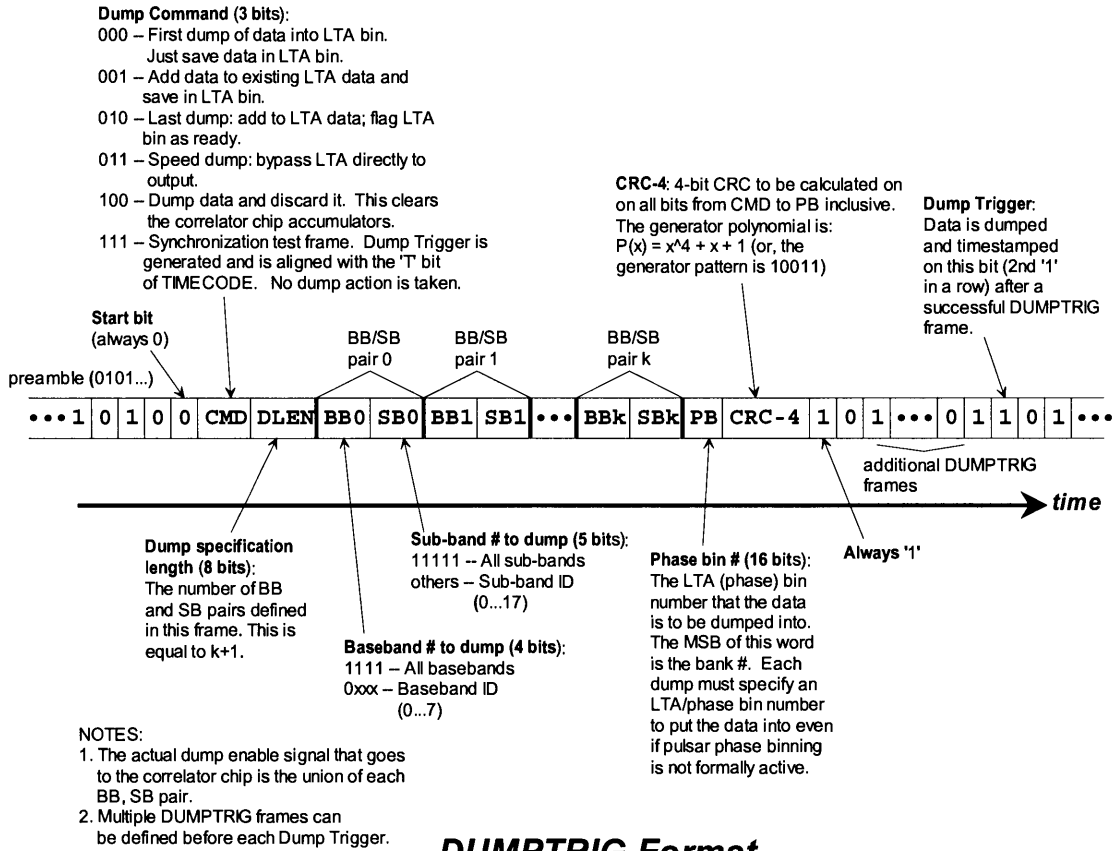 Dump Command (3 bits):
000 – First dump of data into LTA bin.
Just save data in LTA bin.
001 – Add data to existing LTA data and
save in LTA bin.
010 – Last dump: add to LTA data; flag LTA
bin as ready.
011 – Speed dump: bypass LTA directly to
output.
100 – Dump data and discard it. This clears
the correlator chip accumulators.
111 – Synchronization test frame. Dump Trigger is
generated and is aligned with the 'T' bit
of TIMECODE. No dump action is taken.
CRC-4: 4-bit CRC to be calculated on
on all bits from CMD to PB inclusive.
The generator polynomial is:
P(x) = x^4 + x + 1 (or, the
generator pattern is 10011)
Dump Trigger:
Data is dumped
and timestamped
on this bit (2nd '1'
in a row) after a
successful DUMPTRIG
frame.
Start bit
(always 0)
BB/SB
pair 0
BB/SB
pair 1
BB/SB
pair k
preamble (0101...)
••• 1 0 1 0 0 CMD DLEN BB0 SB0 BB1 SB1 ••• BBk SBk PB CRC-4 1 0 1 ••• 0 1 1 0 1 •••
additional DUMPTRIG
frames
time
Dump specification
length (8 bits):
The number of BB
and SB pairs defined
in this frame. This is
equal to k+1.
Sub-band # to dump (5 bits):
11111 -- All sub-bands
others – Sub-band ID
(0...17)
Baseband # to dump (4 bits):
1111 – All basebands
0xxx – Baseband ID
(0...7)
Phase bin # (16 bits):
The LTA (phase) bin
number that the data
is to be dumped into.
The MSB of this word
is the bank #. Each
dump must specify an
LTA/phase bin number
to put the data into even
if pulsar phase binning
is not formally active.
Always '1'
NOTES:
1. The actual dump enable signal that goes
to the correlator chip is the union of each
BB, SB pair.
2. Multiple DUMPTRIG frames can
be defined before each Dump Trigger.
DUMPTRIG Format